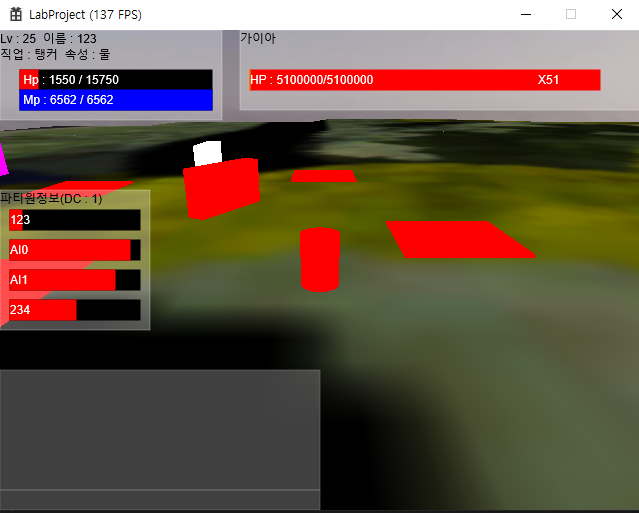 LabProject (137 FPS)
Lv : 25 이름 : 123
직업 : 탱커 속성 : 물
Hp : 1550 / 15750
Mp : 6562 / 6562
가이아
HP : 5100000/5100000 X51
파티원정보(DC : 1)
123
AI0
AI1
234